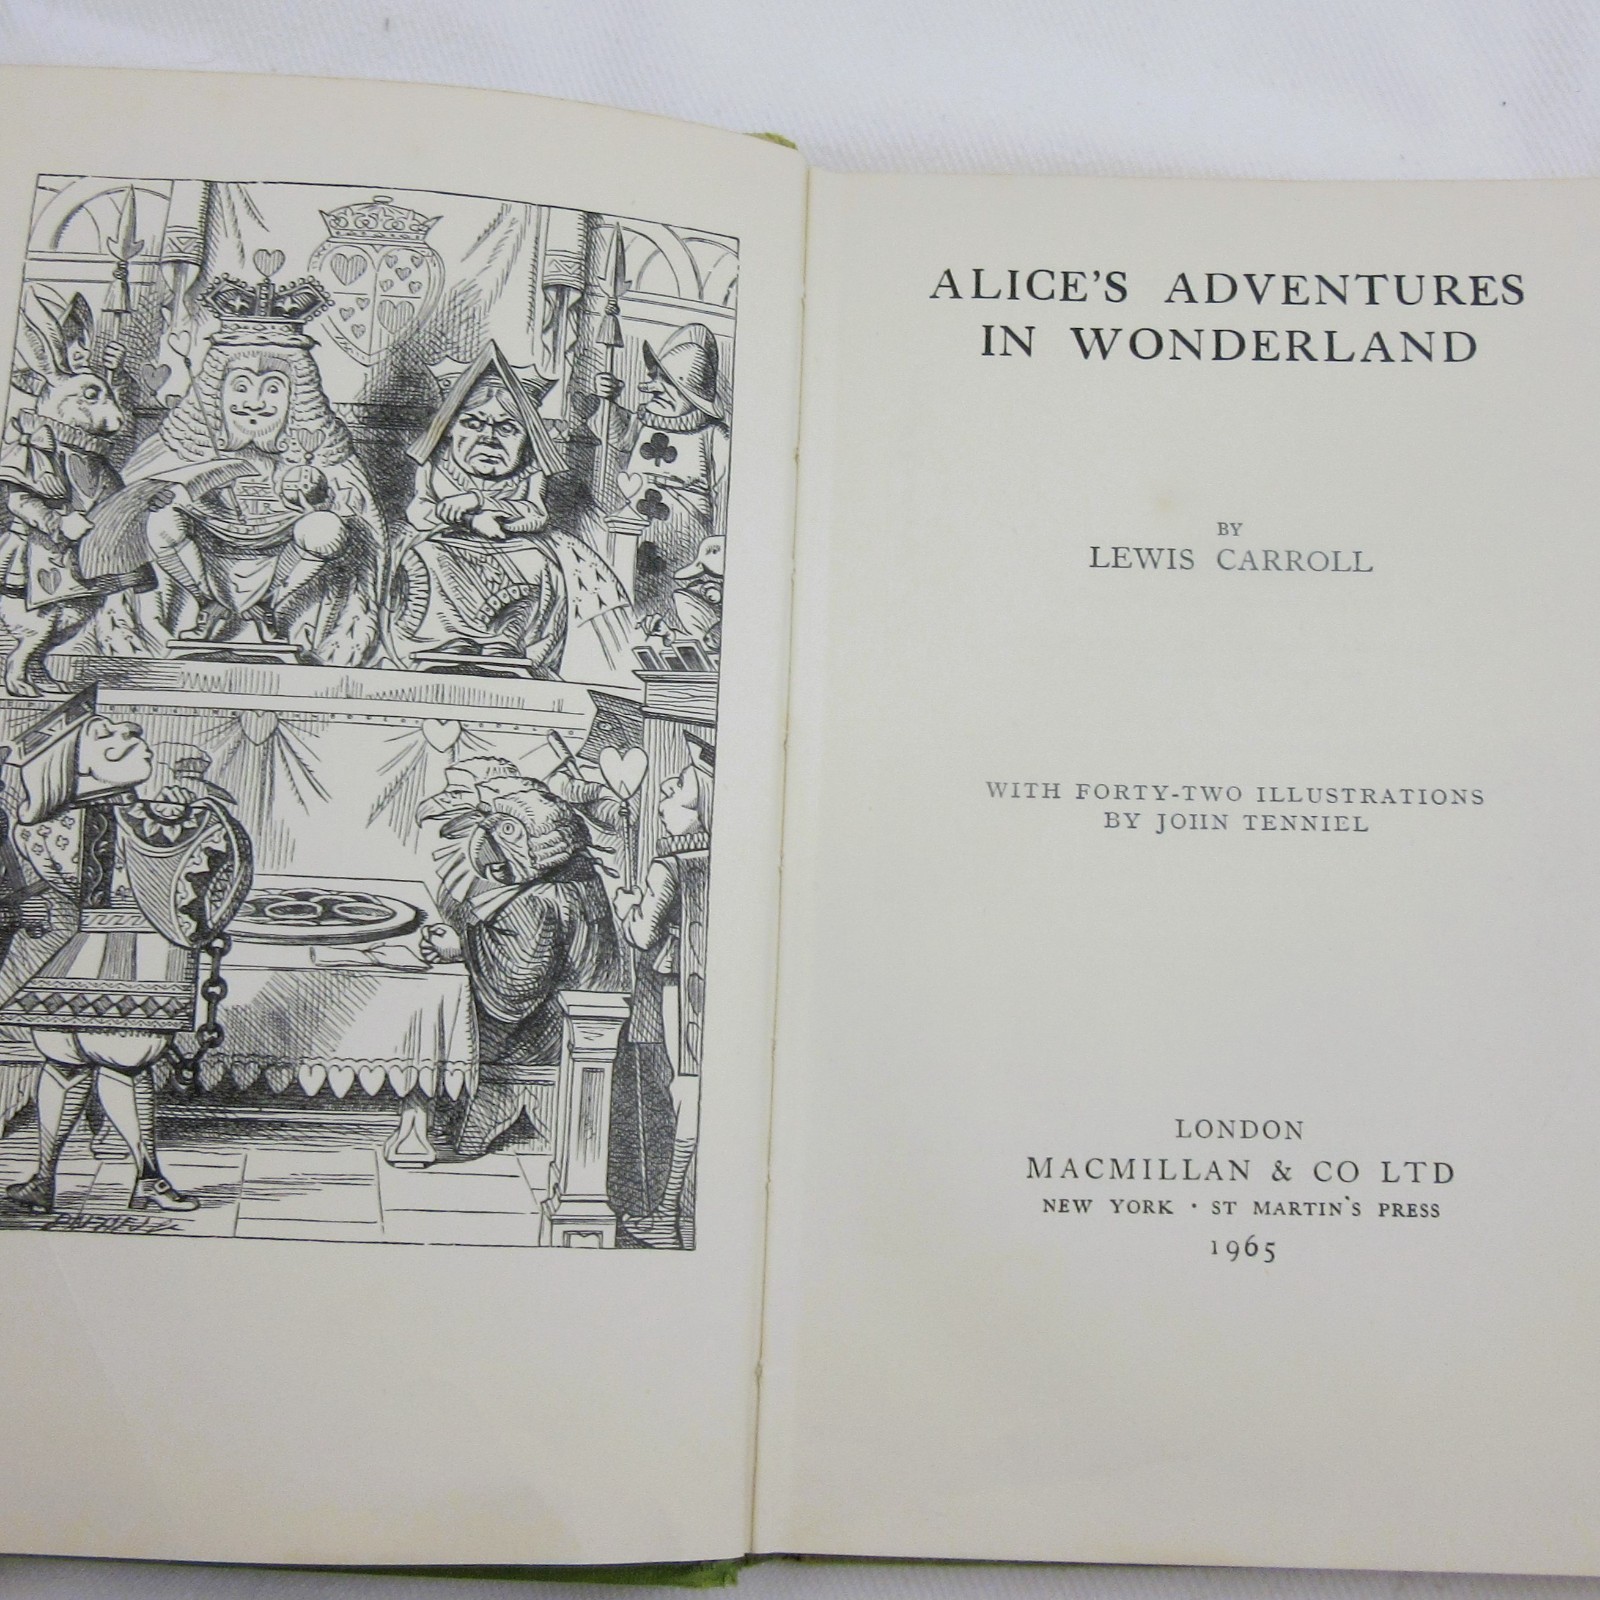 ALICE'S ADVENTURES
IN WONDERLAND
BY
LEWIS CARROLL
WITH FORTY-TWO ILLUSTRATIONS
BY JOHN TENNIEL
LONDON
MACMILLAN & CO LTD
NEW YORK · ST MARTIN'S PRESS
1965